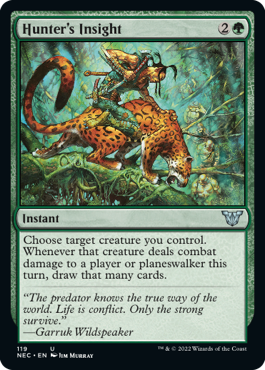 Hunter's Insight 2
Instant
Choose target creature you control.
Whenever that creature deals combat
damage to a player or planeswalker this
turn, draw that many cards.
“The predator knows the true way of the
world. Life is conflict. Only the strong
survive.”
—Garruk Wildspeaker
119 U
NEC • EN Jim Murray
™ & © 2022 Wizards of the Coast